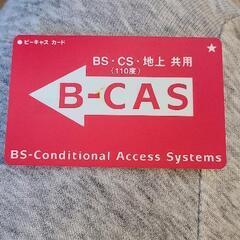 ● ビーキャス カード
BS・CS・地上 共用
(110度)
B-CAS
BS-Conditional Access Systems